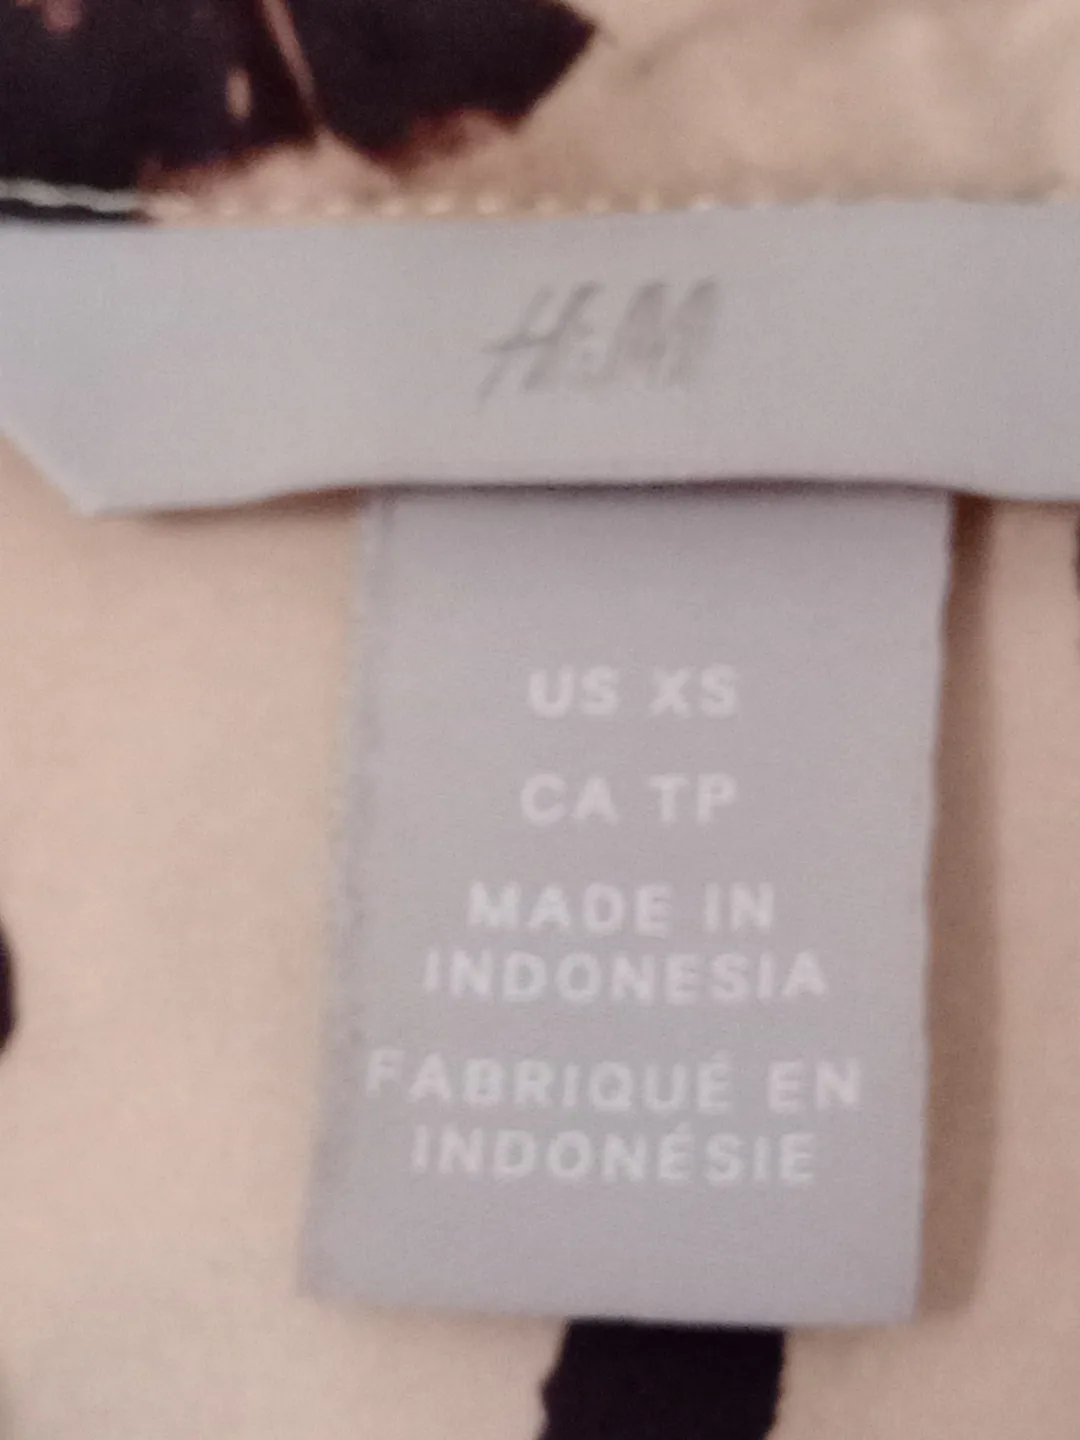 H&M
US XS
CA TP
MADE IN
INDONESIA
FABRIQUÉ EN
INDONÉSIE